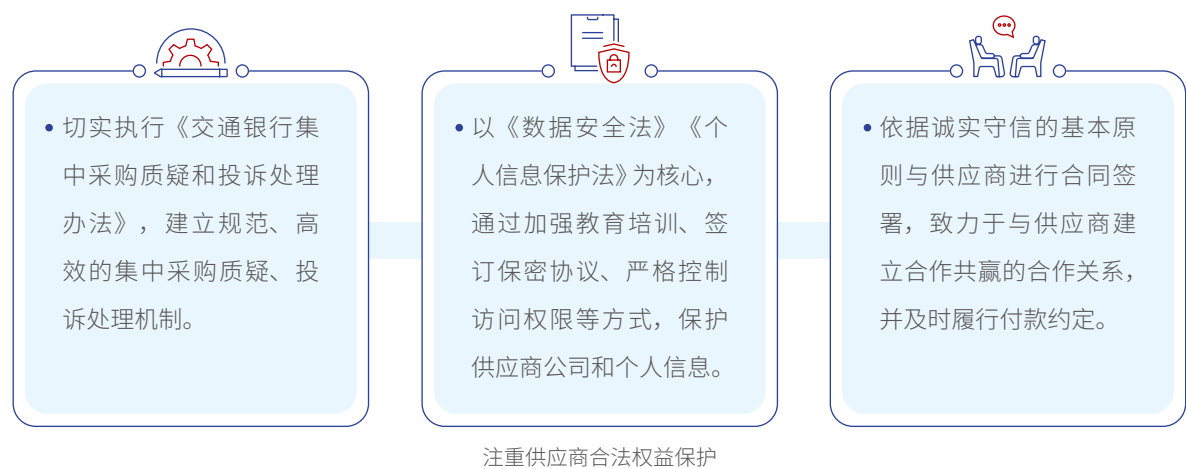 • 切实执行《交通银行集
中采购质疑和投诉处理
办法》，建立规范、高
效的集中采购质疑、投
诉处理机制。
• 以《数据安全法》《个
人信息保护法》为核心，
通过加强教育培训、签
订保密协议、严格控制
访问权限等方式，保护
供应商公司和个人信息。
• 依据诚实守信的基本原
则与供应商进行合同签
署，致力于与供应商建
立合作共赢的合作关系，
并及时履行付款约定。
注重供应商合法权益保护